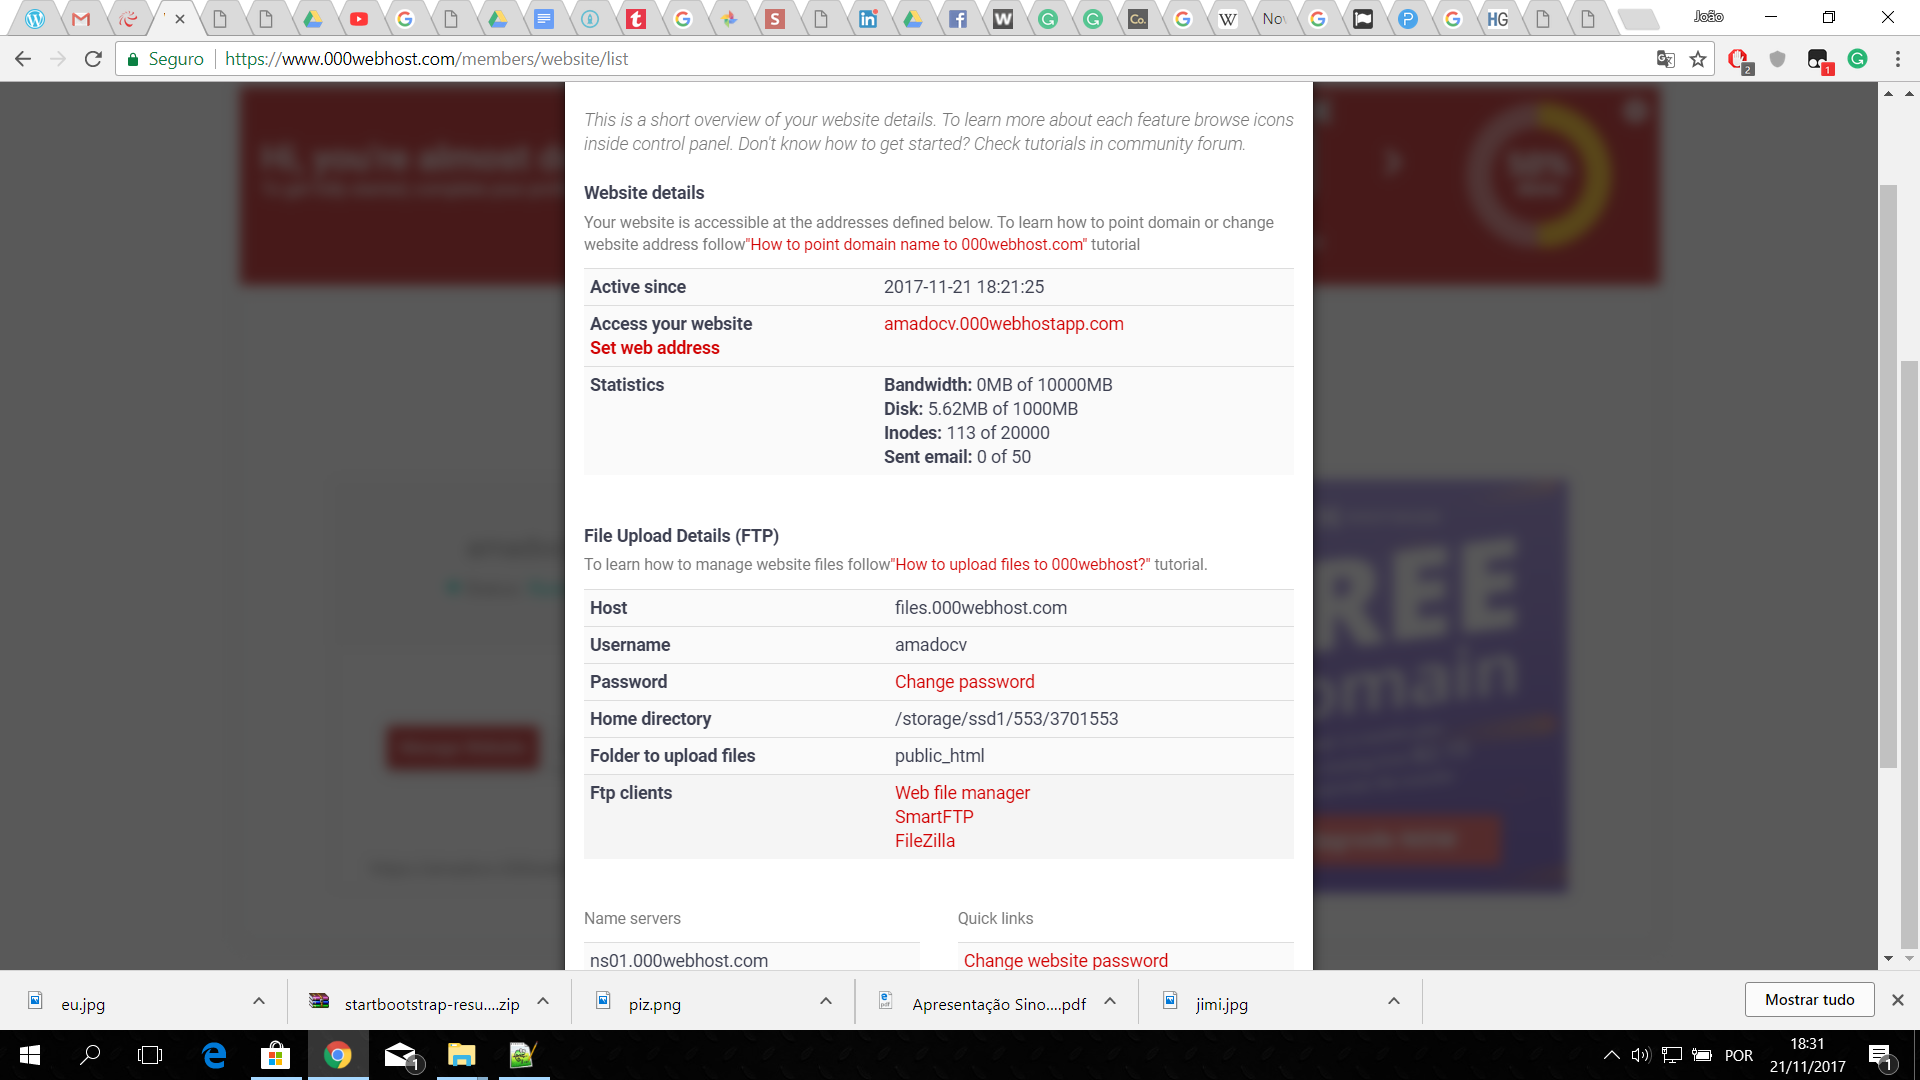 João
Seguro
https://www.000webhost.com/members/website/list
2
1
This is a short overview of your website details. To learn more about each feature browse icons
inside control panel. Don't know how to get started? Check tutorials in community forum.
Website details
Your website is accessible at the addresses defined below. To learn how to point domain or change
website address follow"How to point domain name to 000webhost.com" tutorial
Active since 2017-11-21 18:21:25
Access your website amadocv.000webhostapp.com
Set web address
Statistics Bandwidth: 0MB of 10000MB
Disk: 5.62MB of 1000MB
Inodes: 113 of 20000
Sent email: 0 of 50
File Upload Details (FTP)
To learn how to manage website files follow"How to upload files to 000webhost?" tutorial.
Host files.000webhost.com
Username amadocv
Password Change password
Home directory /storage/ssd1/553/3701553
Folder to upload files public_html
Ftp clients Web file manager
SmartFTP
FileZilla
Name servers Quick links
ns01.000webhost.com Change website password
eu.jpg startbootstrap-resu....zip piz.png Apresentação Sino....pdf jimi.jpg Mostrar tudo
1
POR
18:31
21/11/2017
1